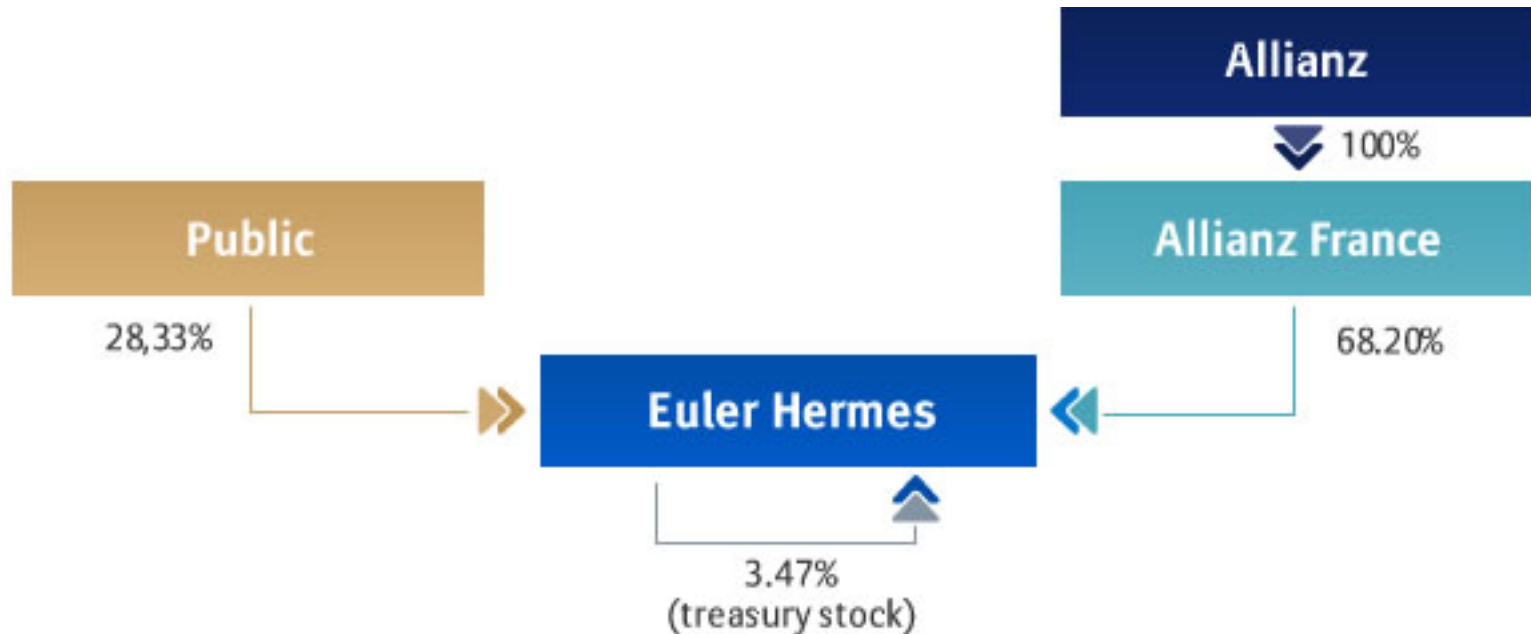 Allianz
100%
Public
Allianz France
28,33%
68.20%
Euler Hermes
3.47%
(treasury stock)